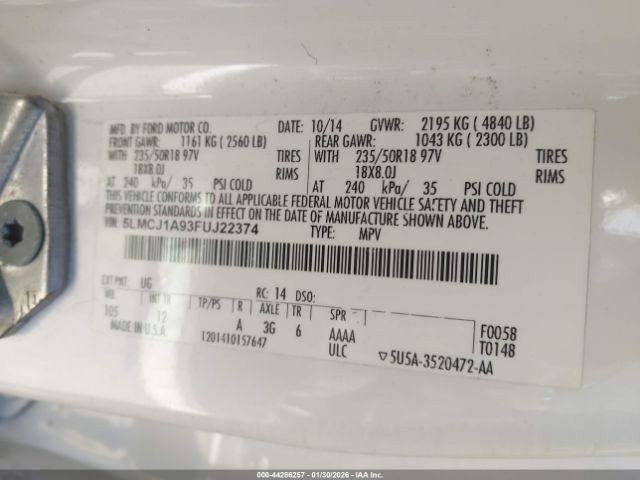 MFD. BY FORD MOTOR CO. DATE: 10/14 GVWR: 2195 KG ( 4840 LB)
FRONT GAWR: 1161 KG ( 2560 LB) REAR GAWR: 1043 KG ( 2300 LB)
WITH 235/50R18 97V TIRES WITH 235/50R18 97V TIRES
18X8.0J RIMS 18X8.0J RIMS
AT 240 kPa/ 35 PSI COLD AT 240 kPa/ 35 PSI COLD
THIS VEHICLE CONFORMS TO ALL APPLICABLE FEDERAL MOTOR VEHICLE SAFETY AND THEFT
PREVENTION STANDARDS IN EFFECT ON THE DATE OF MANUFACTURE SHOWN ABOVE.
VIN: 5LMCJ1A93FUJ22374 TYPE: MPV
EXT PNT: UG RC: 14 DSO:
WB INT TR TP/PS R AXLE TR SPR
105 12 A 3G 6 AAAA F0058
MADE IN U.S.A. 1201410157647 ULC T0148
▽5U5A-3520472-AA
000-44286257 - 01/30/2026 - IAA Inc.